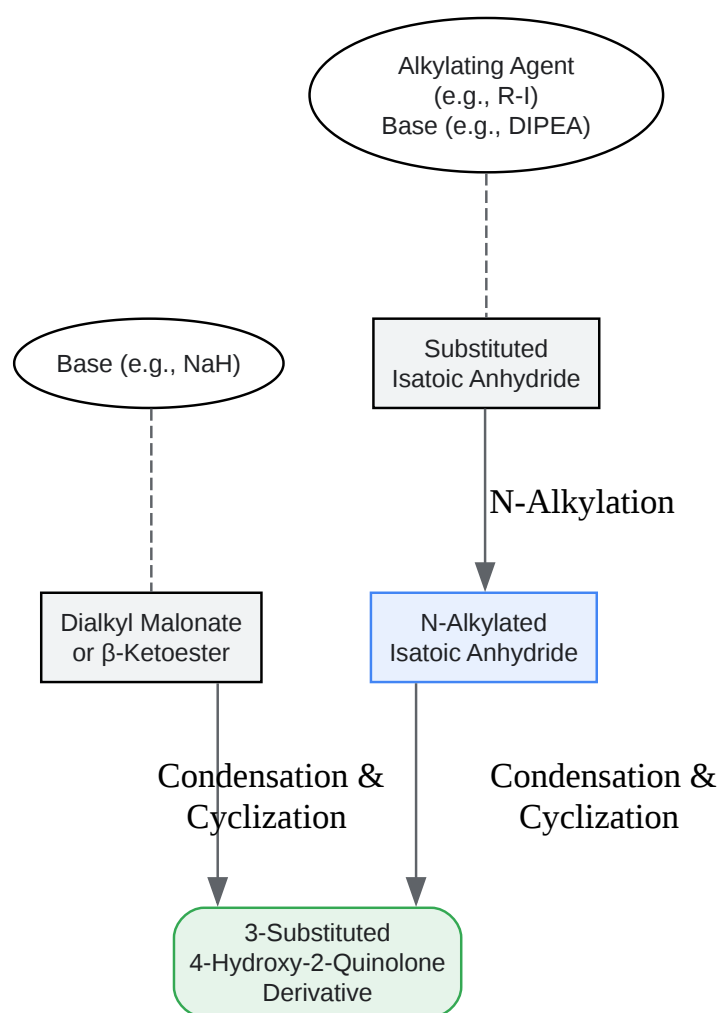 Alkylating Agent
(e.g., R-I)
Base (e.g., DIPEA)
Base (e.g., NaH)
Substituted
Isatoic Anhydride
N-Alkylation
Dialkyl Malonate
or β-Ketoester
N-Alkylated
Isatoic Anhydride
Condensation &
Cyclization
Condensation &
Cyclization
3-Substituted
4-Hydroxy-2-Quinolone
Derivative